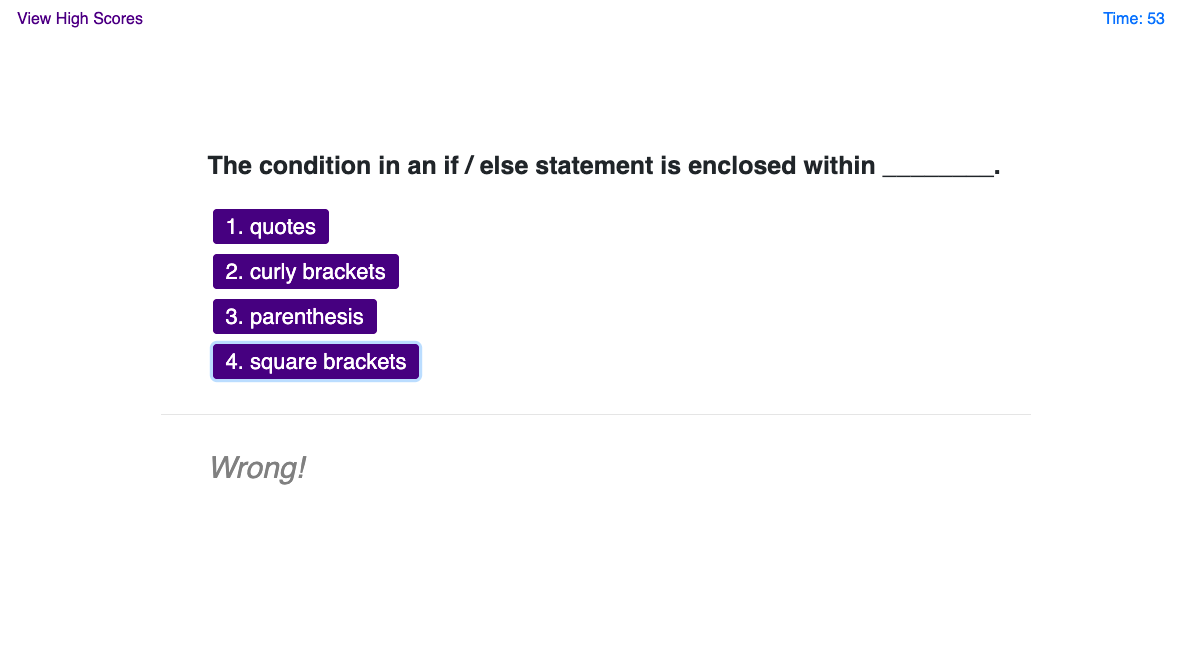 View High Scores
Time: 53
The condition in an if / else statement is enclosed within ________.
1. quotes
2. curly brackets
3. parenthesis
4. square brackets
Wrong!